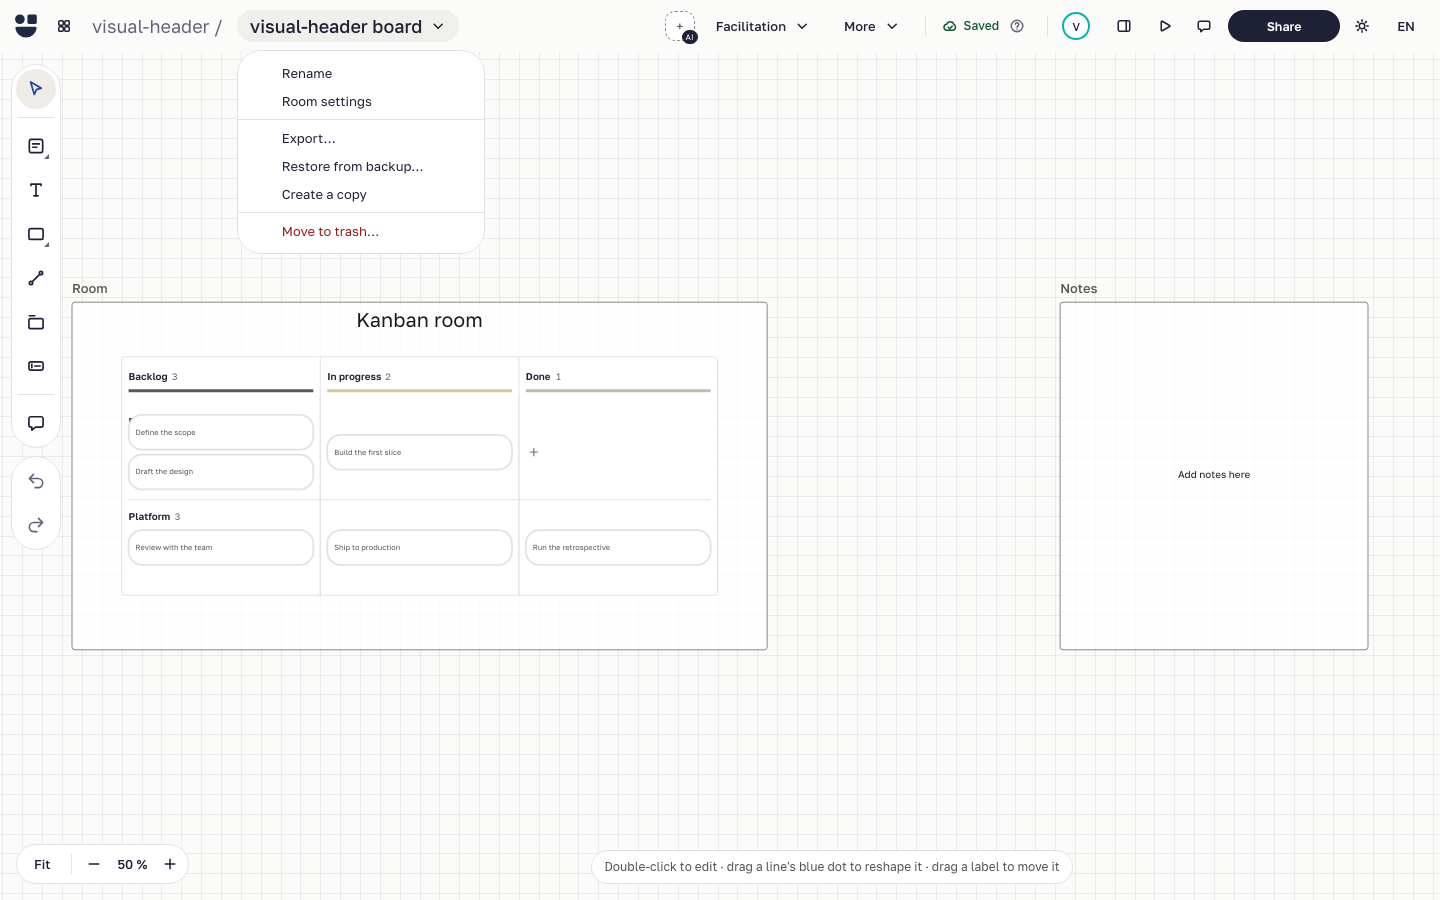 visual-header /
visual-header board
AI
Facilitation
More
Saved
V
Share
EN
Rename
Room settings
Export...
Restore from backup...
Create a copy
Move to trash...
Room
Kanban room
Backlog 3
In progress 2
Done 1
Define the scope
Build the first slice
Draft the design
Platform 3
Review with the team
Ship to production
Run the retrospective
Notes
Add notes here
Fit
50 %
Double-click to edit · drag a line's blue dot to reshape it · drag a label to move it